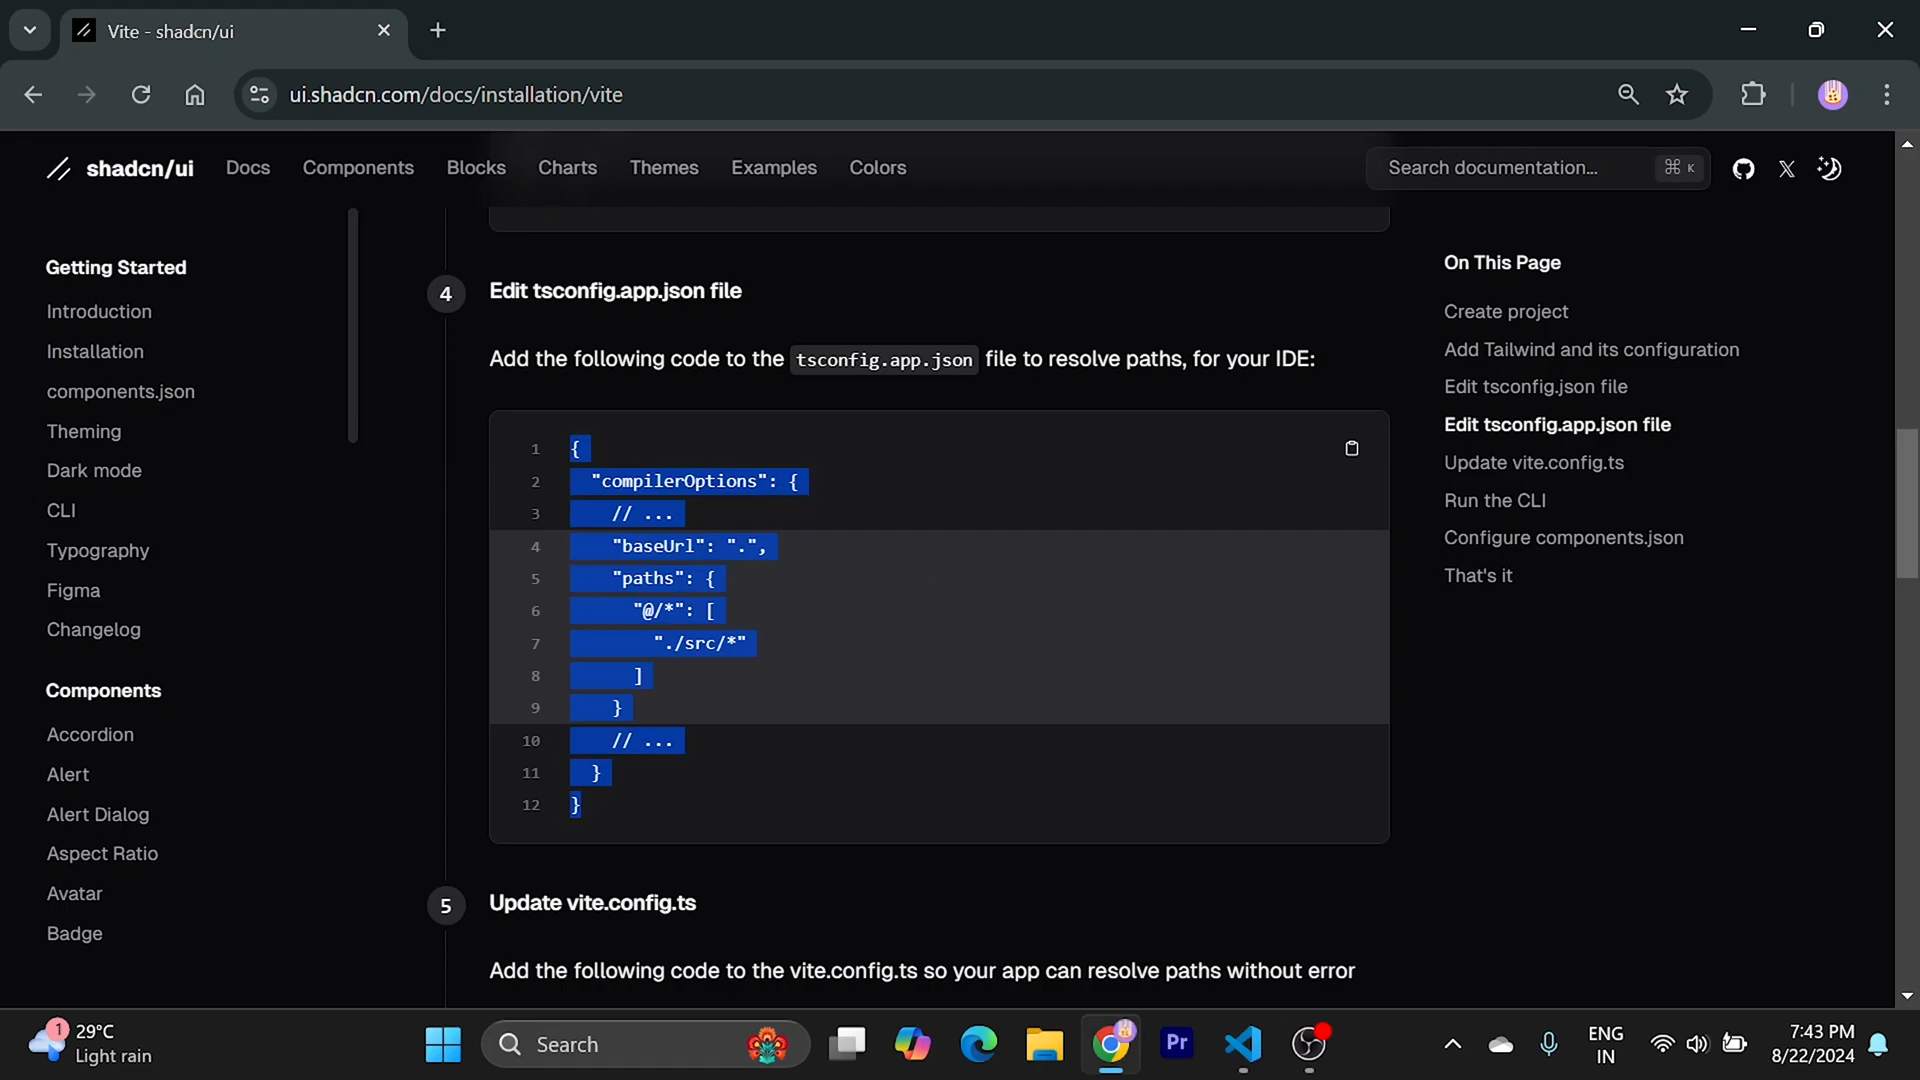 Vite - shadcn/ui
ui.shadcn.com/docs/installation/vite
shadcn/ui
Docs
Components
Blocks
Charts
Themes
Examples
Colors
Search documentation...
⌘ K
Getting Started
Introduction
Installation
components.json
Theming
Dark mode
CLI
Typography
Figma
Changelog
Components
Accordion
Alert
Alert Dialog
Aspect Ratio
Avatar
Badge
4
Edit tsconfig.app.json file
Add the following code to the tsconfig.app.json file to resolve paths, for your IDE:
1 {
2 "compilerOptions": {
3 // ...
4 "baseUrl": ".",
5 "paths": {
6 "@/*": [
7 "./src/*"
8 ]
9 }
10 // ...
11 }
12 }
5
Update vite.config.ts
Add the following code to the vite.config.ts so your app can resolve paths without error
On This Page
Create project
Add Tailwind and its configuration
Edit tsconfig.json file
Edit tsconfig.app.json file
Update vite.config.ts
Run the CLI
Configure components.json
That's it
1
29°C
Light rain
Search
Pr
ENG
IN
7:43 PM
8/22/2024